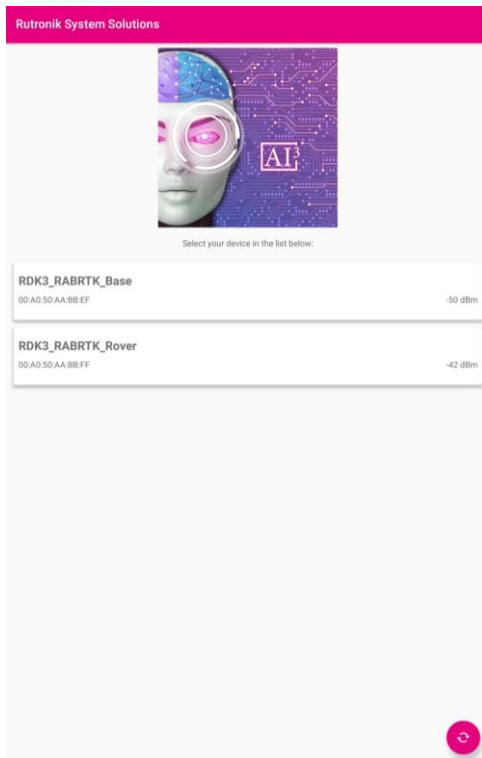 Rutronik System Solutions
AI³
Select your device in the list below:
RDK3_RABRTK_Base
00:A0:50:AA:BB:EF
-50 dBm
RDK3_RABRTK_Rover
00:A0:50:AA:BB:FF
-42 dBm